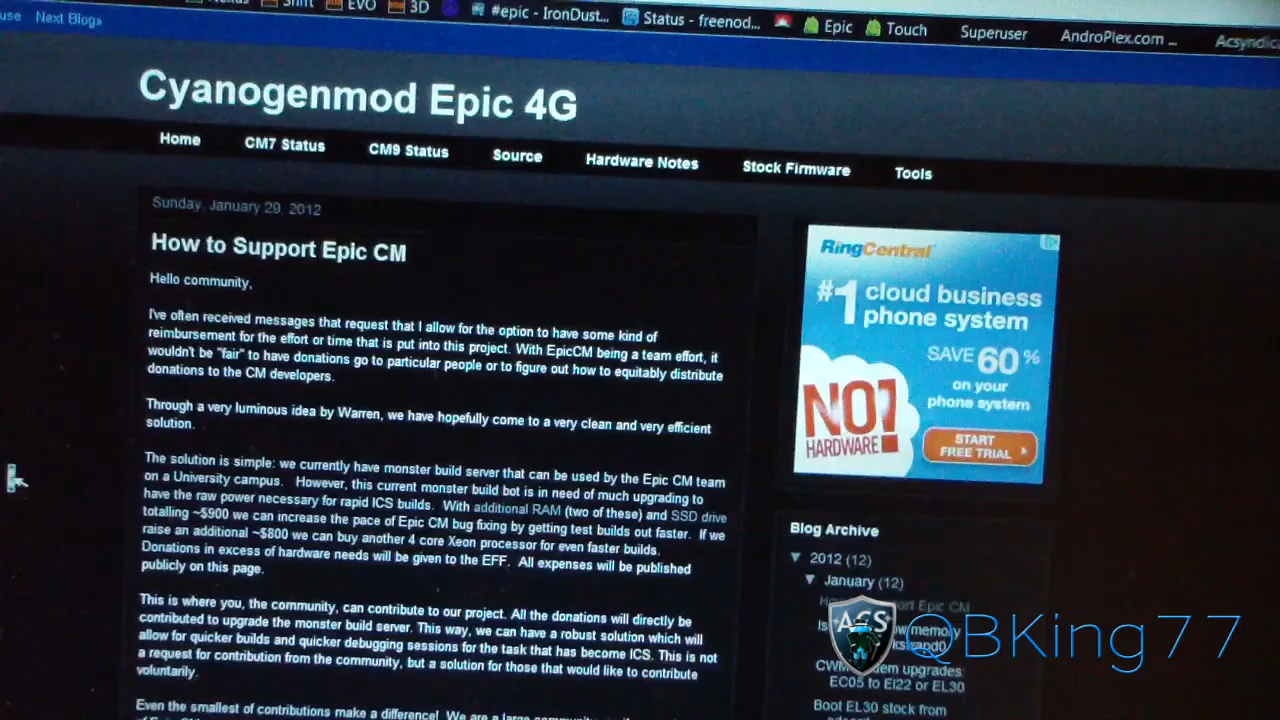 Next Blog»
EVO
3D
#epic - IronDust...
Status - freenod...
Epic
Touch
Superuser
AndroPlex.com ...
Cyanogenmod Epic 4G
Home
CM7 Status
CM9 Status
Source
Hardware Notes
Stock Firmware
Tools
Sunday, January 29, 2012
How to Support Epic CM
Hello community,
I've often received messages that request that I allow for the option to have some kind of
reimbursement for the effort or time that is put into this project. With EpicCM being a team effort, it
wouldn't be "fair" to have donations go to particular people or to figure out how to equitably distribute
donations to the CM developers.
Through a very luminous idea by Warren, we have hopefully come to a very clean and very efficient
solution.
The solution is simple: we currently have monster build server that can be used by the Epic CM team
on a University campus. However, this current monster build bot is in need of much upgrading to
have the raw power necessary for rapid ICS builds. With additional RAM (two of these) and SSD drive
totalling ~$900 we can increase the pace of Epic CM bug fixing by getting test builds out faster. If we
raise an additional ~$800 we can buy another 4 core Xeon processor for even faster builds.
Donations in excess of hardware needs will be given to the EFF. All expenses will be published
publicly on this page.
This is where you, the community, can contribute to our project. All the donations will directly be
contributed to upgrade the monster build server. This way, we can have a robust solution which will
allow for quicker builds and quicker debugging sessions for the task that has become ICS. This is not
a request for contribution from the community, but a solution for those that would like to contribute
voluntarily.
Even the smallest of contributions make a difference! We are a large
RingCentral
#1 cloud business
phone system
SAVE 60%
on your
phone system
NO!
HARDWARE
START
FREE TRIAL
Blog Archive
2012 (12)
January (12)
Epic CM
memory
upgrades:
EC05 to EI22 or EL30
Boot EL30 stock from
ACS
QBKing77